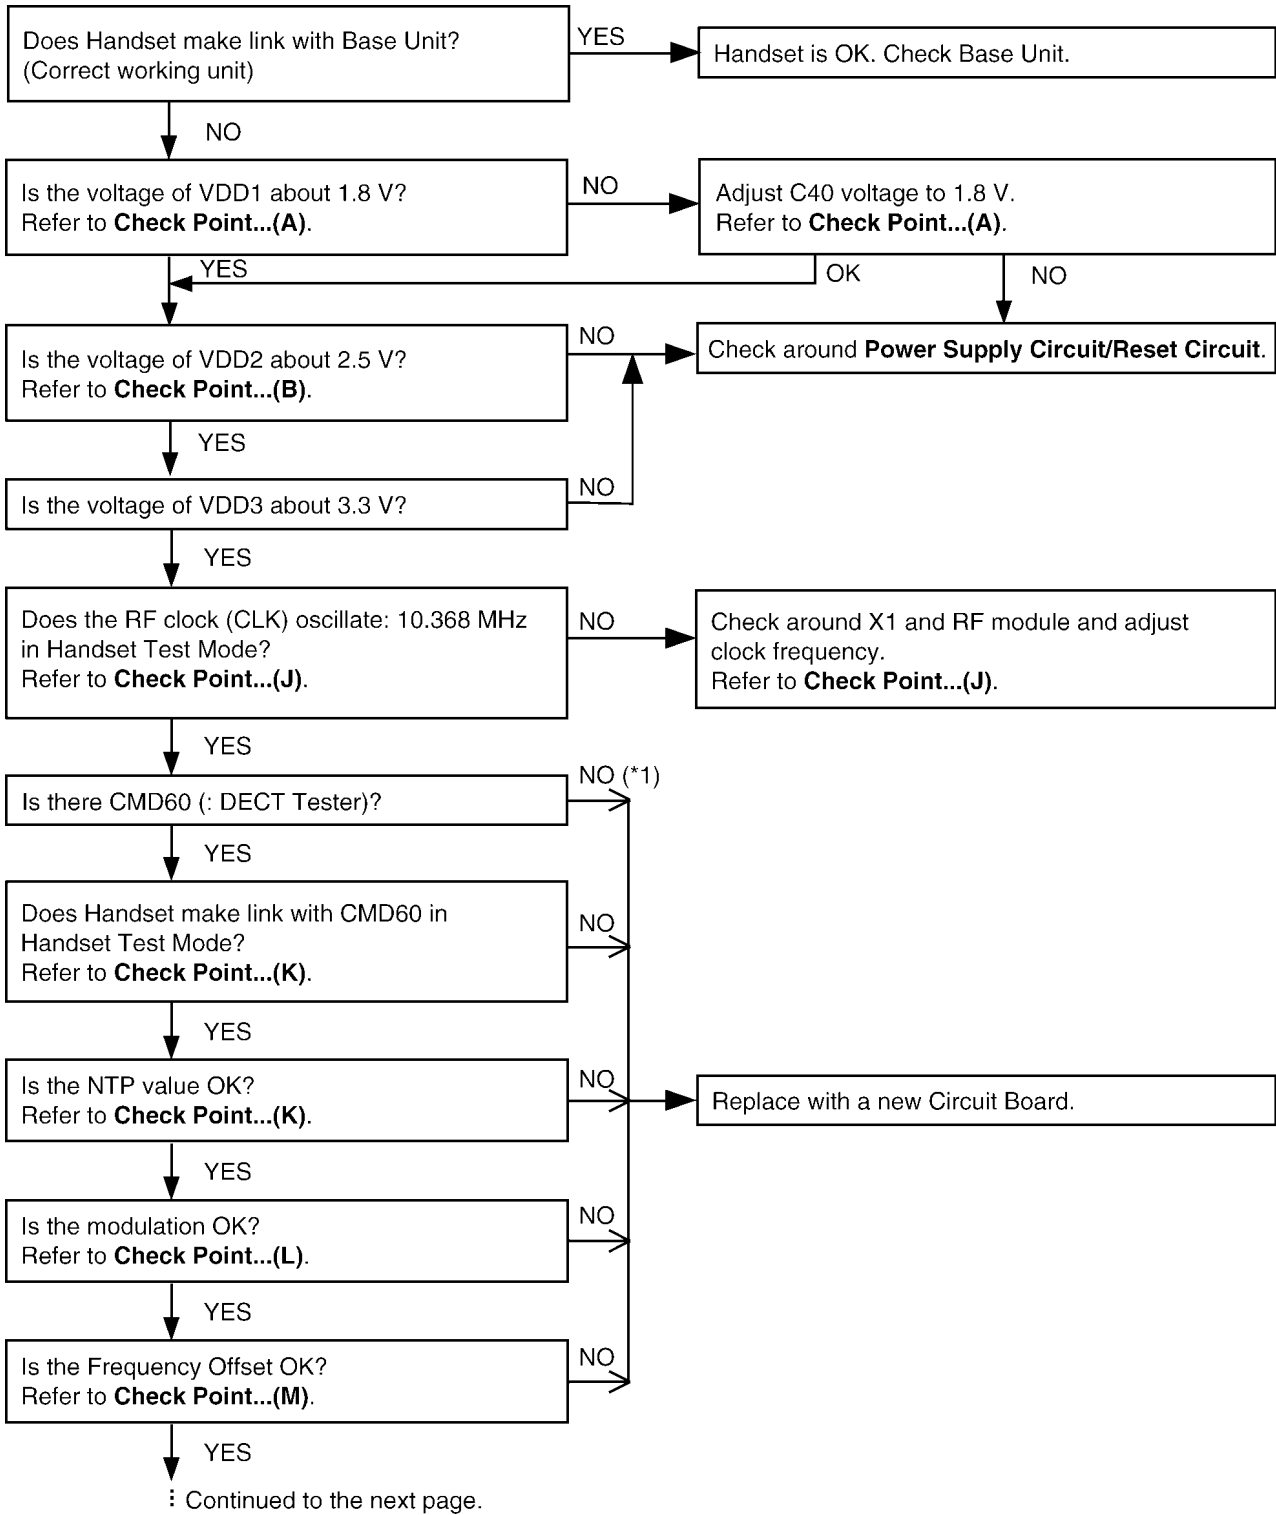 Does Handset make link with Base Unit?
(Correct working unit)
YES
Handset is OK. Check Base Unit.
NO
Is the voltage of VDD1 about 1.8 V?
Refer to Check Point...(A).
NO
Adjust C40 voltage to 1.8 V.
Refer to Check Point...(A).
YES
OK
NO
Is the voltage of VDD2 about 2.5 V?
Refer to Check Point...(B).
NO
Check around Power Supply Circuit/Reset Circuit.
YES
Is the voltage of VDD3 about 3.3 V?
NO
YES
Does the RF clock (CLK) oscillate: 10.368 MHz
in Handset Test Mode?
Refer to Check Point...(J).
NO
Check around X1 and RF module and adjust
clock frequency.
Refer to Check Point...(J).
YES
Is there CMD60 (: DECT Tester)?
NO (*1)
YES
Does Handset make link with CMD60 in
Handset Test Mode?
Refer to Check Point...(K).
NO
YES
Is the NTP value OK?
Refer to Check Point...(K).
NO
Replace with a new Circuit Board.
YES
Is the modulation OK?
Refer to Check Point...(L).
NO
YES
Is the Frequency Offset OK?
Refer to Check Point...(M).
NO
YES
Continued to the next page.